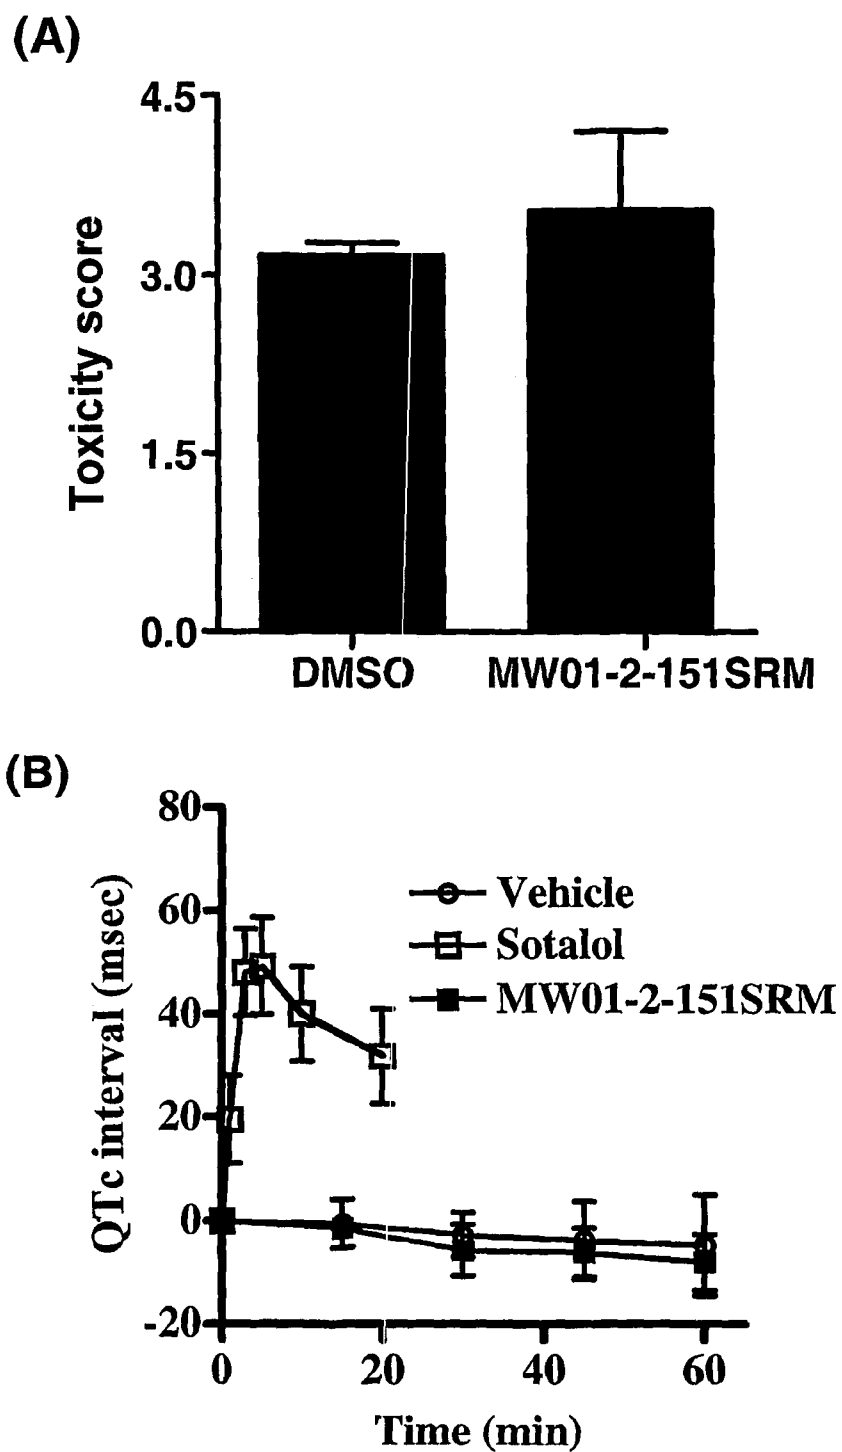 (A)
4.5
3.0
1.5
0.0
Toxicity score
DMSO
MW01-2-151SRM
(B)
80
60
40
20
0
-20
QTc interval (msec)
Vehicle
Sotalol
MW01-2-151SRM
0
20
40
60
Time (min)